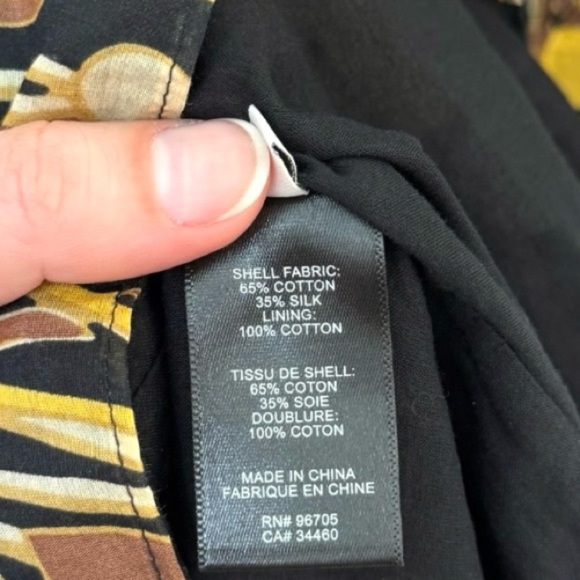 SHELL FABRIC:
65% COTTON
35% SILK
LINING:
100% COTTON
TISSU DE SHELL:
65% COTON
35% SOIE
DOUBLURE:
100% COTON
MADE IN CHINA
FABRIQUE EN CHINE
RN# 96705
CA# 34460